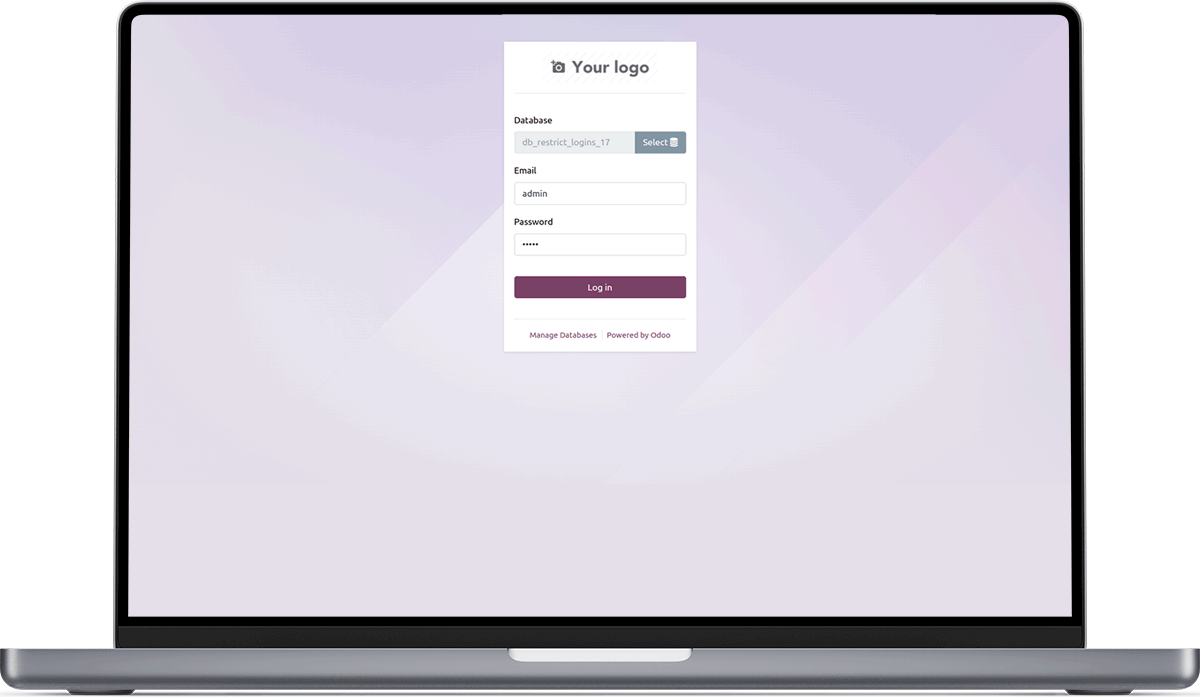 Your logo
Database
db_restrict_logins_17 Select
Email
admin
Password
•••••
Log in
Manage Databases Powered by Odoo